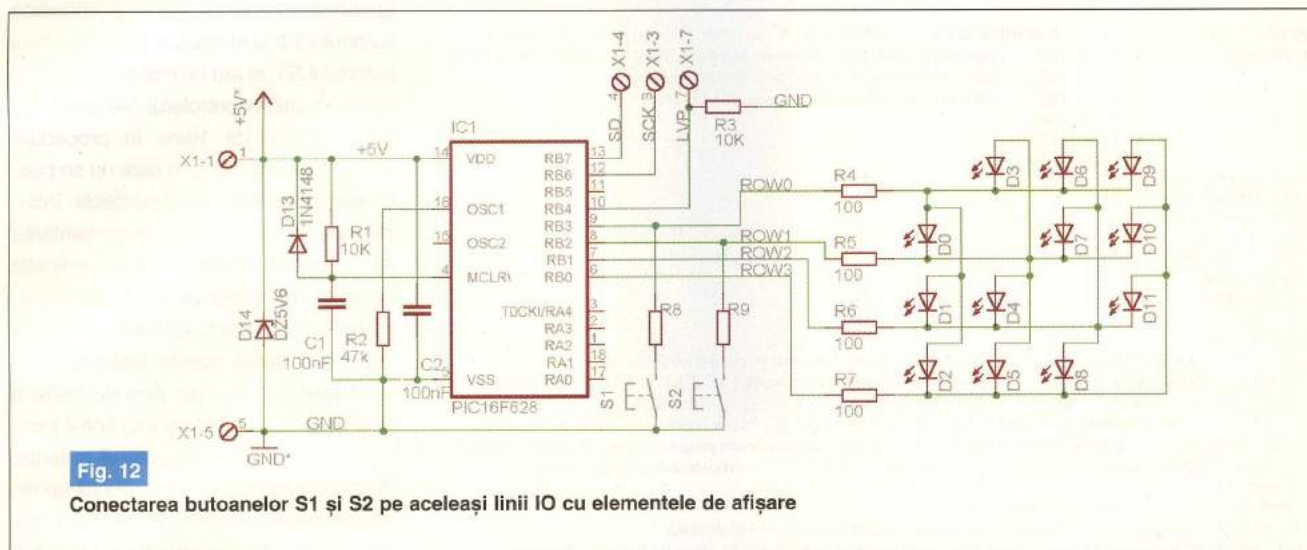 X1-4
X1-3
X1-7
4
3
7
SD
SCK
LVP
R3
10K
GND
+5V*
X1-1
1
+5V
IC1
14
VDD
RB7
13
RB6
12
RB5
11
RB4
10
RB3
9
RB2
8
RB1
7
RB0
6
16
OSC1
15
OSC2
4
MCLR\
T0CKI/RA4
3
RA3
2
RA2
1
RA1
18
RA0
17
5
VSS
PIC16F628
D13
1N4148
R1
10K
D14
DZ5V6
C1
100nF
R2
47k
C2
100nF
X1-5
5
GND
GND*
ROW0
ROW1
ROW2
ROW3
R4
100
R5
100
R6
100
R7
100
R8
R9
S1
S2
D3
D6
D9
D0
D7
D10
D1
D4
D11
D2
D5
D8
Fig. 12
Conectarea butoanelor S1 și S2 pe aceleași linii IO cu elementele de afișare